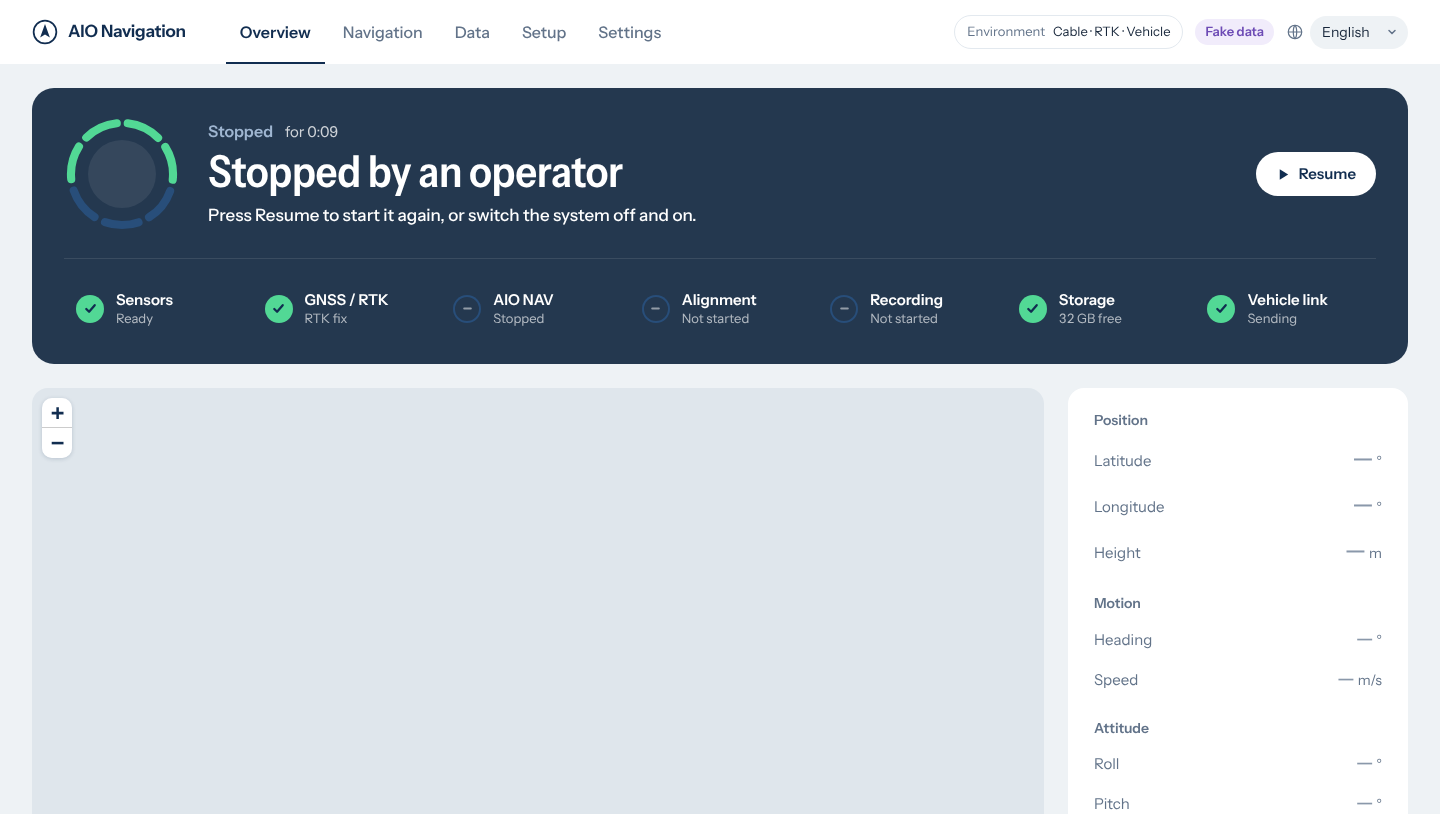 AIO Navigation
Overview
Navigation
Data
Setup
Settings
Environment Cable · RTK · Vehicle
Fake data
English
Stopped for 0:09
Stopped by an operator
Press Resume to start it again, or switch the system off and on.
Resume
Sensors
Ready
GNSS / RTK
RTK fix
AIO NAV
Stopped
Alignment
Not started
Recording
Not started
Storage
32 GB free
Vehicle link
Sending
+
−
Position
Latitude — °
Longitude — °
Height — m
Motion
Heading — °
Speed — m/s
Attitude
Roll — °
Pitch — °